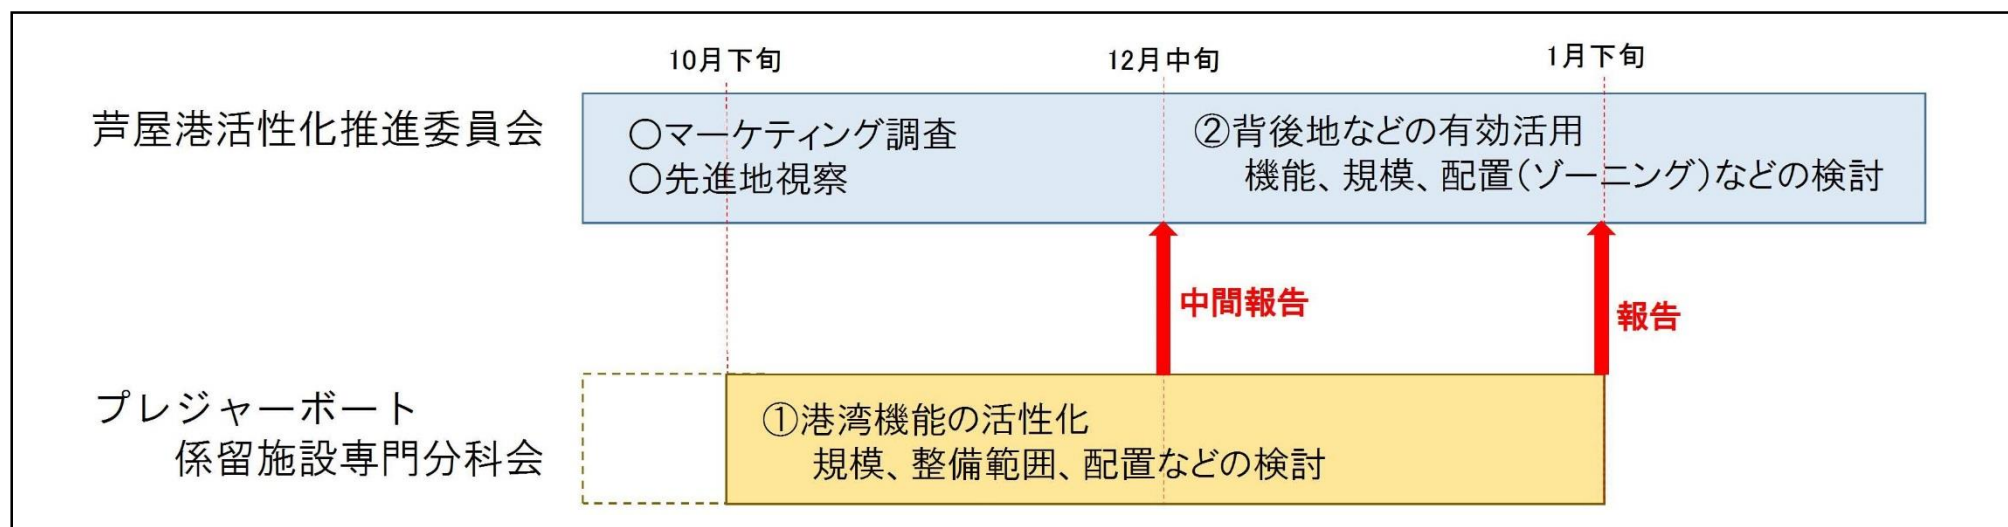 10月下旬
12月中旬
1月下旬
芦屋港活性化推進委員会
○マーケティング調査
○先進地視察
②背後地などの有効活用
機能、規模、配置(ゾーニング)などの検討
中間報告
報告
プレジャーボート
係留施設専門分科会
①港湾機能の活性化
規模、整備範囲、配置などの検討